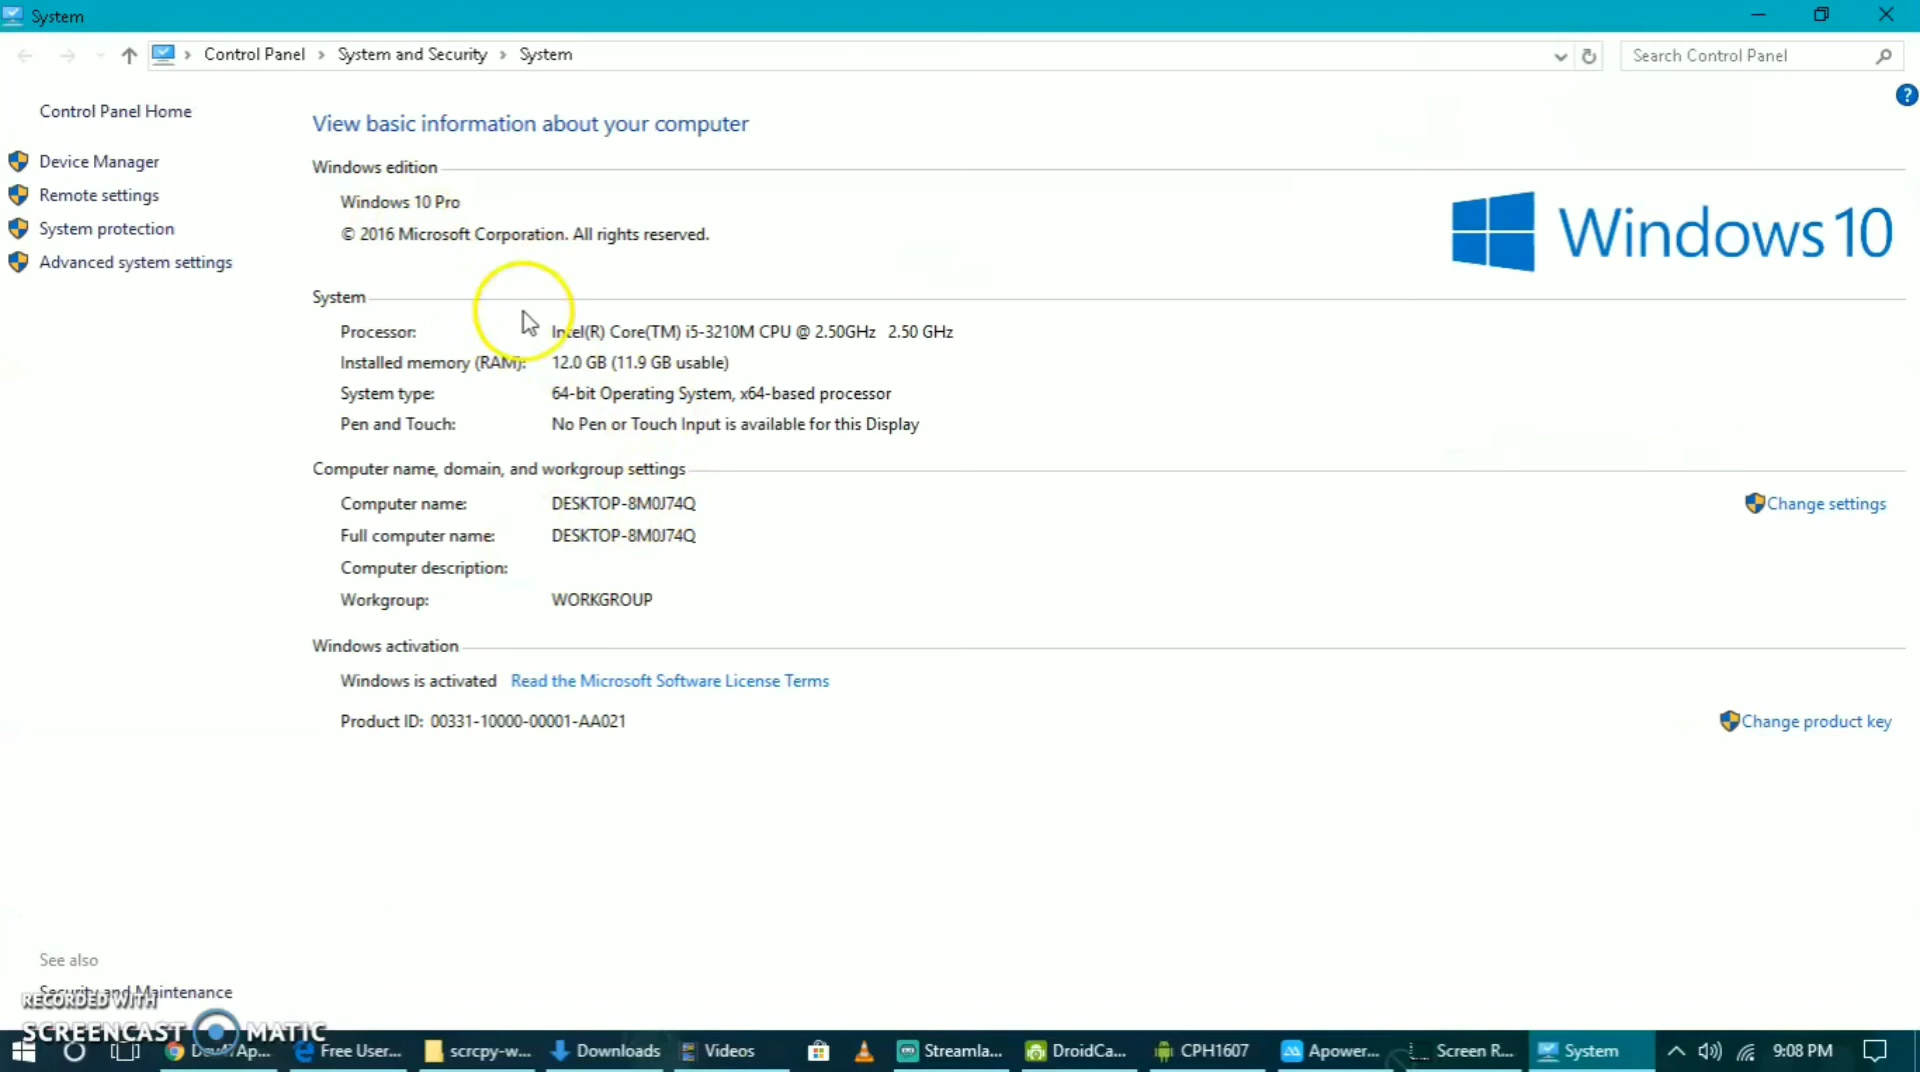 System
Control Panel > System and Security > System
Search Control Panel
?
Control Panel Home
Device Manager
Remote settings
System protection
Advanced system settings
View basic information about your computer
Windows edition
Windows 10 Pro
© 2016 Microsoft Corporation. All rights reserved.
Windows 10
System
Processor: Intel(R) Core(TM) i5-3210M CPU @ 2.50GHz 2.50 GHz
Installed memory (RAM): 12.0 GB (11.9 GB usable)
System type: 64-bit Operating System, x64-based processor
Pen and Touch: No Pen or Touch Input is available for this Display
Computer name, domain, and workgroup settings
Computer name: DESKTOP-8M0J74Q
Change settings
Full computer name: DESKTOP-8M0J74Q
Computer description:
Workgroup: WORKGROUP
Windows activation
Windows is activated Read the Microsoft Software License Terms
Product ID: 00331-10000-00001-AA021
Change product key
See also
Security and Maintenance
RECORDED WITH
SCREENCAST MATIC
Free User...
scrcpy-w...
Downloads
Videos
Streamla...
DroidCa...
CPH1607
Apower...
Screen R...
System
9:08 PM